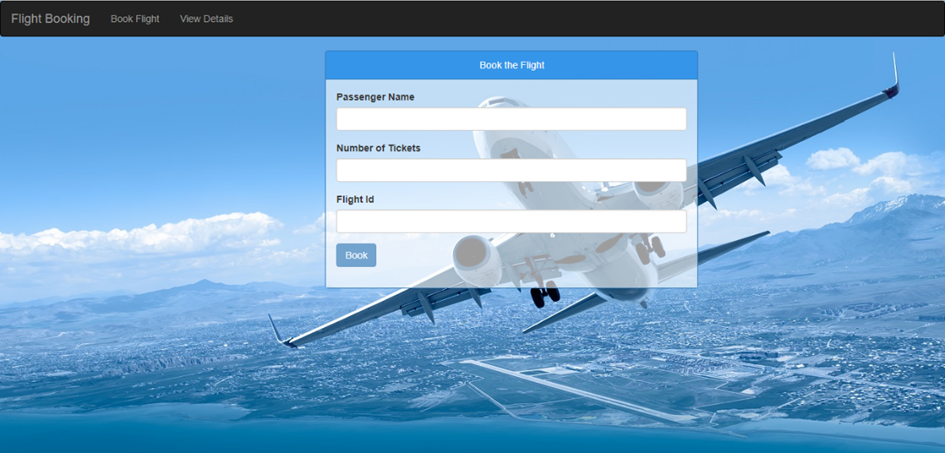 Flight Booking Book Flight View Details
Book the Flight
Passenger Name
Number of Tickets
Flight Id
Book